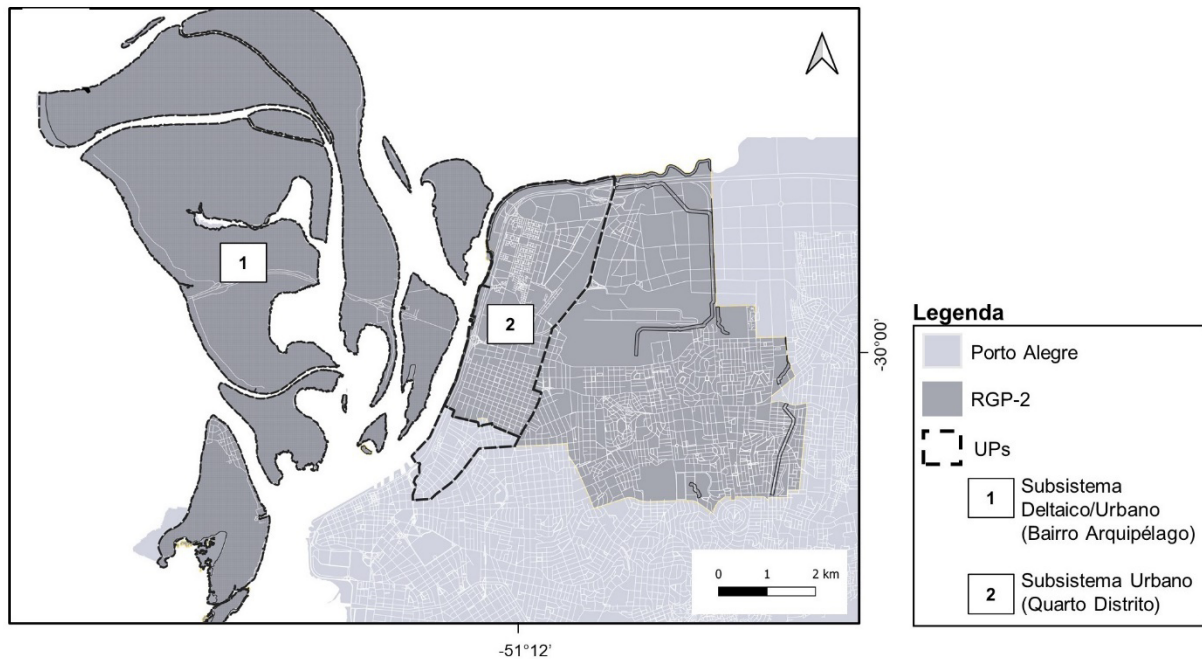 1
2
-30°00'
0 1 2 km
-51°12'
Legenda
Porto Alegre
RGP-2
UPs
1 Subsistema
Deltaico/Urbano
(Bairro Arquipélago)
2 Subsistema Urbano
(Quarto Distrito)